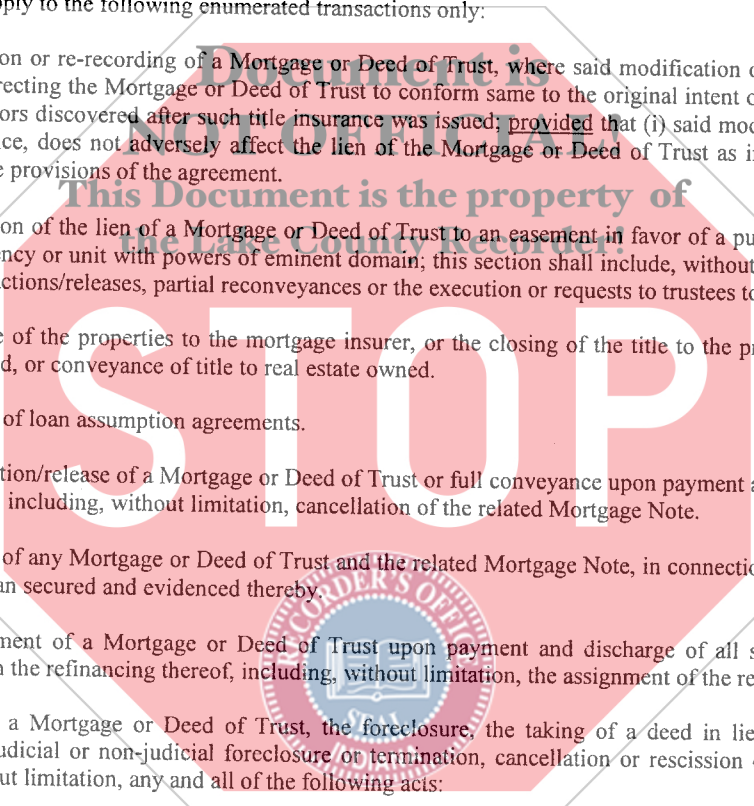 pply to the following enumerated transactions only:
on or re-recording of a Mortgage or Deed of Trust, where said modification
recting the Mortgage or Deed of Trust to conform same to the original intent
ors discovered after such title insurance was issued; provided that (i) said mod
ce, does not adversely affect the lien of the Mortgage or Deed of Trust as i
e provisions of the agreement.
Document is
NOT OFFICIAL!
This Document is the property of
the Lake County Recorder!
on of the lien of a Mortgage or Deed of Trust to an easement in favor of a pu
ncy or unit with powers of eminent domain; this section shall include, without
ctions/releases, partial reconveyances or the execution or requests to trustees to
e of the properties to the mortgage insurer, or the closing of the title to the pr
d, or conveyance of title to real estate owned.
STOP
of loan assumption agreements.
tion/release of a Mortgage or Deed of Trust or full conveyance upon payment a
including, without limitation, cancellation of the related Mortgage Note.
of any Mortgage or Deed of Trust and the related Mortgage Note, in connectio
an secured and evidenced thereby.
RECORDER'S OFFICE
SEAL
INDIANA
ment of a Mortgage or Deed of Trust upon payment and discharge of all s
n the refinancing thereof, including, without limitation, the assignment of the re
a Mortgage or Deed of Trust, the foreclosure, the taking of a deed in lie
udicial or non-judicial foreclosure or termination, cancellation or rescission
ut limitation, any and all of the following acts: